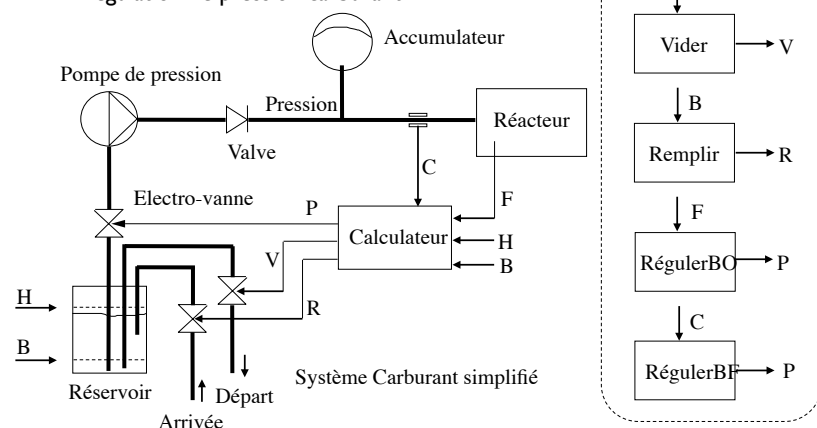 Accumulateur
Pompe de pression
Pression
Réacteur
Valve
C
F
Electro-vanne
P
Calculateur
H
B
V
R
H
B
Réservoir
Départ
Arrivée
Système Carburant simplifié
Vider
V
B
Remplir
R
F
RégulerBO
P
C
RégulerBF
P